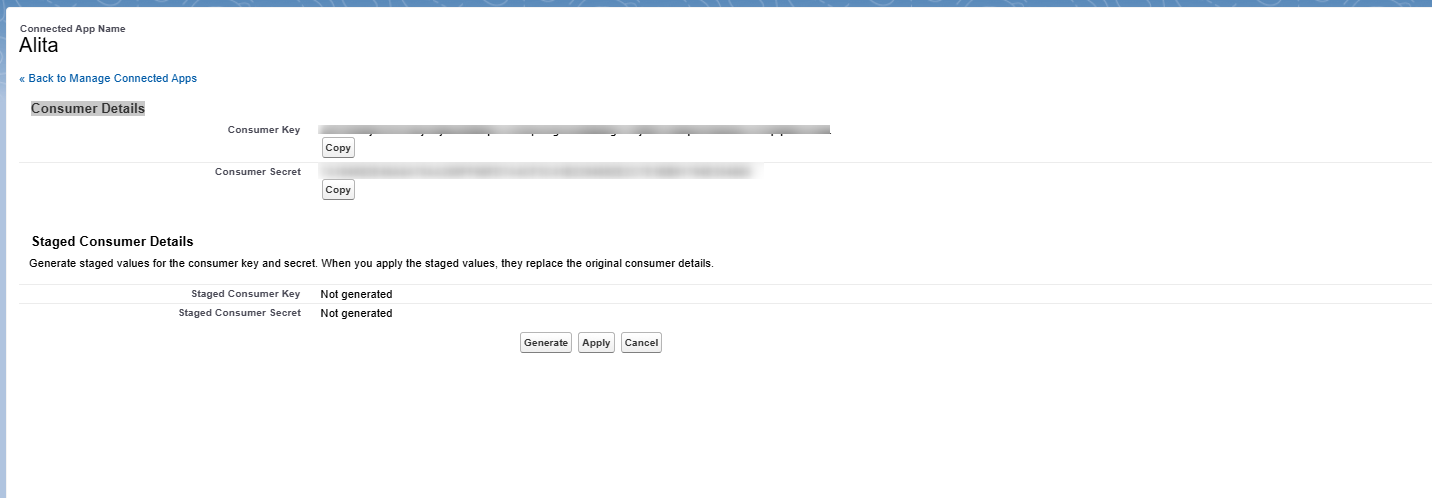 Connected App Name
Alita
« Back to Manage Connected Apps
Consumer Details
Consumer Key
Copy
Consumer Secret
Copy
Staged Consumer Details
Generate staged values for the consumer key and secret. When you apply the staged values, they replace the original consumer details.
Staged Consumer Key Not generated
Staged Consumer Secret Not generated
Generate Apply Cancel